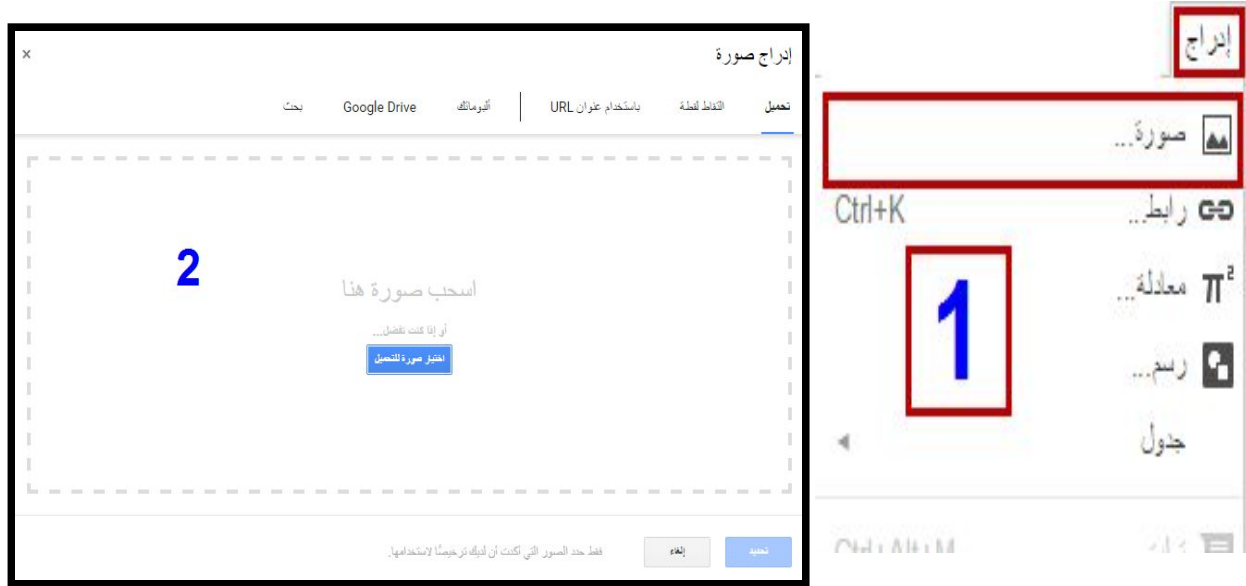 إدراج
صورة...
رابط... Ctrl+K
معادلة...
رسم...
جدول
1
إدراج صورة
×
تحميل التقاط لقطة باستخدام عنوان URL ألبوماتك Google Drive بحث
2
اسحب صورة هنا
أو إذا كنت تفضل...
اختيار صورة للتحميل
تحديد إلغاء فقط حدد الصور التي أكدت أن لديك ترخيصًا لاستخدامها.
Ctrl+Alt+M